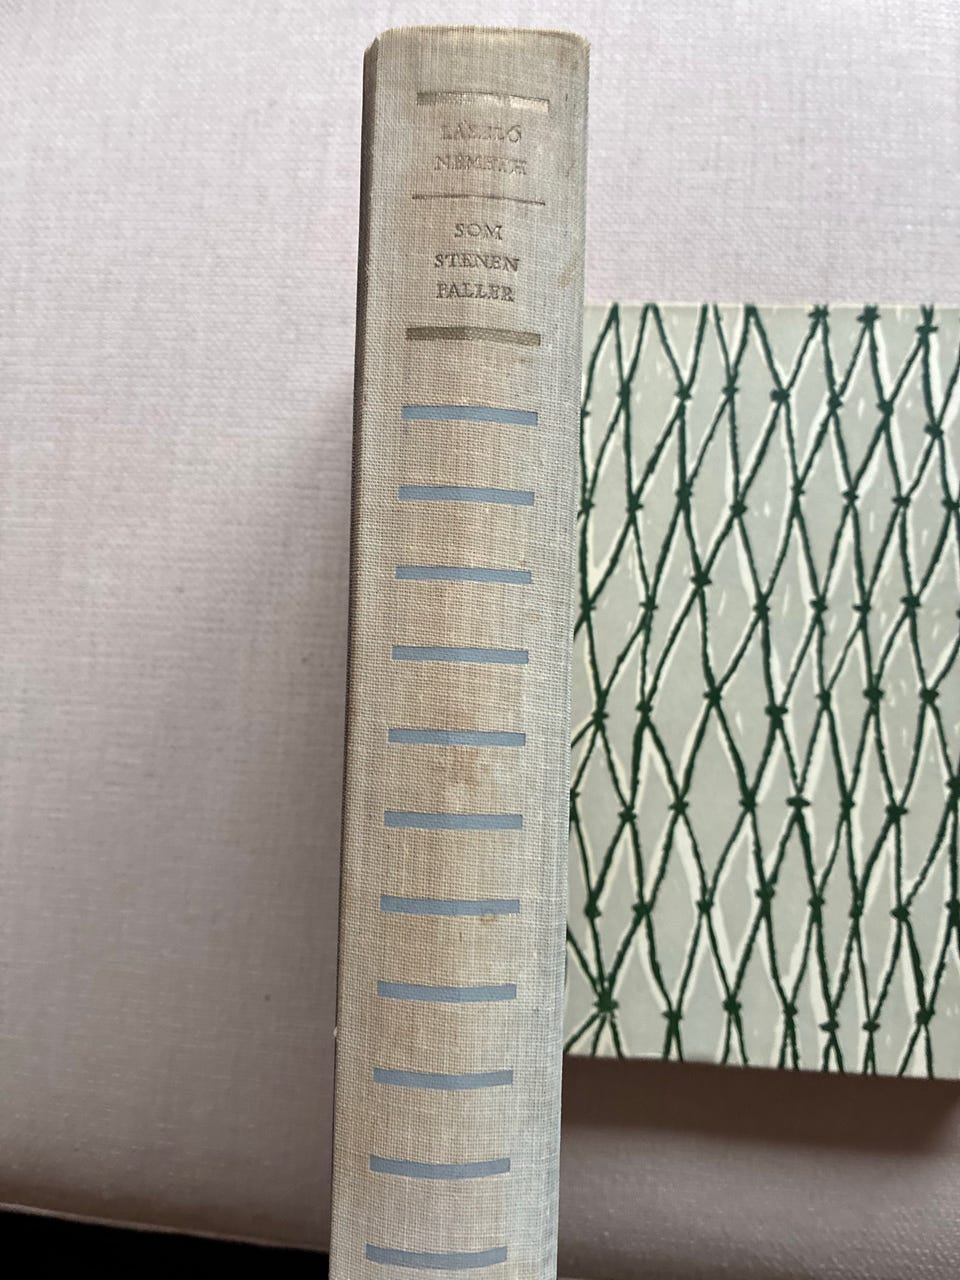 LÁSZLÓ
NÉMETH
SOM
STENEN
FALLER